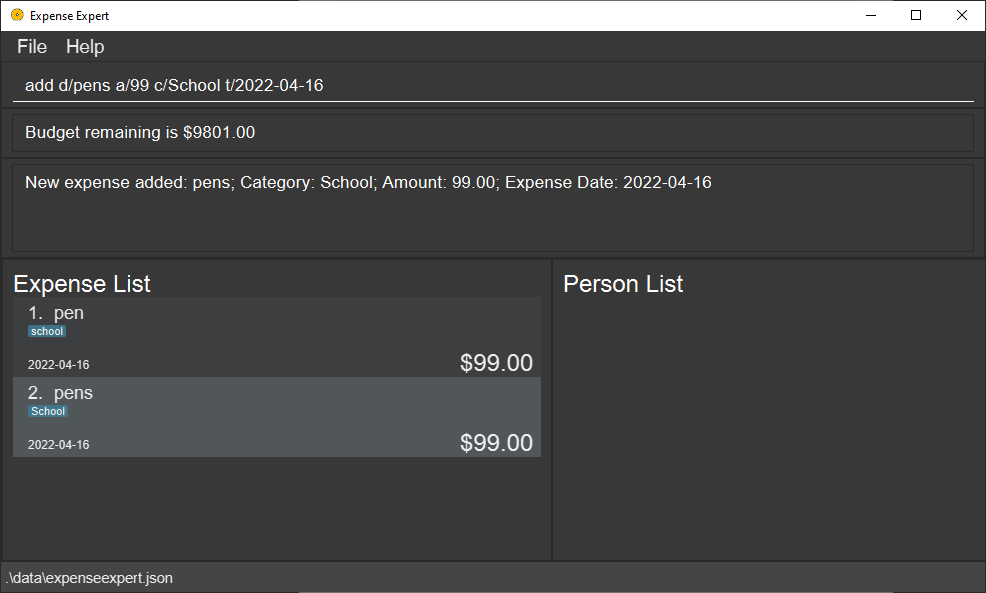 Expense Expert
File Help
add d/pens a/99 c/School t/2022-04-16
Budget remaining is $9801.00
New expense added: pens; Category: School; Amount: 99.00; Expense Date: 2022-04-16
Expense List
1. pen
school
2022-04-16 $99.00
2. pens
School
2022-04-16 $99.00
Person List
.\data\expenseexpert.json